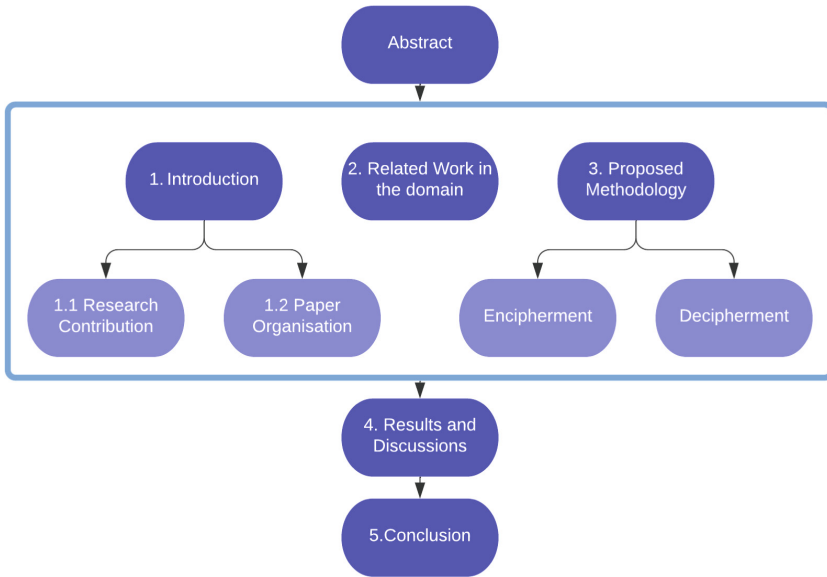 Abstract
1. Introduction
2. Related Work in
the domain
3. Proposed
Methodology
1.1 Research
Contribution
1.2 Paper
Organisation
Encipherment
Decipherment
4. Results and
Discussions
5.Conclusion